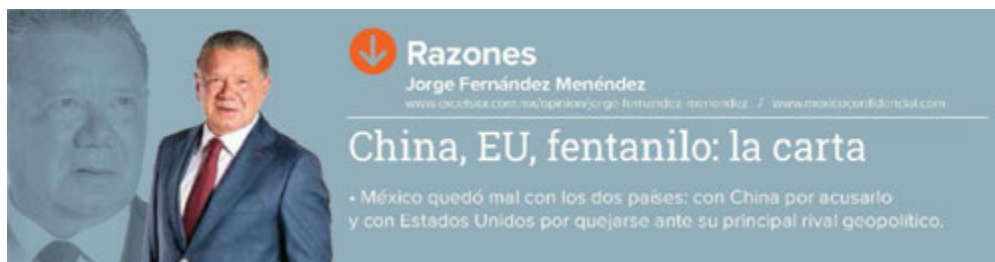 Razones
Jorge Fernández Menéndez
www.excelsior.com.mx/opinion/jorge-fernandez-menendez / www.mexicoconfidencial.com
China, EU, fentanilo: la carta
• México quedó mal con los dos países: con China por acusarlo
y con Estados Unidos por quejarse ante su principal rival geopolítico.